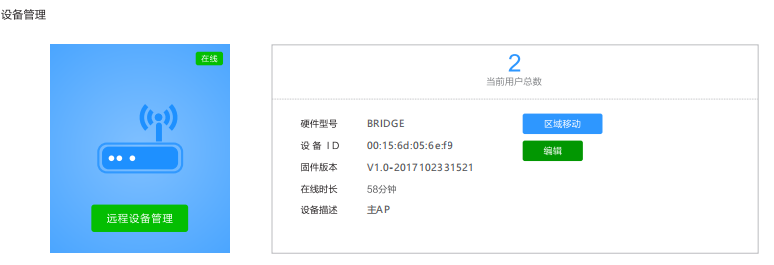 设备管理
在线
远程设备管理
2
当前用户总数
硬件型号 BRIDGE 区域移动
设 备 ID 00:15:6d:05:6e:f9 编辑
固件版本 V1.0-2017102331521
在线时长 58分钟
设备描述 主AP